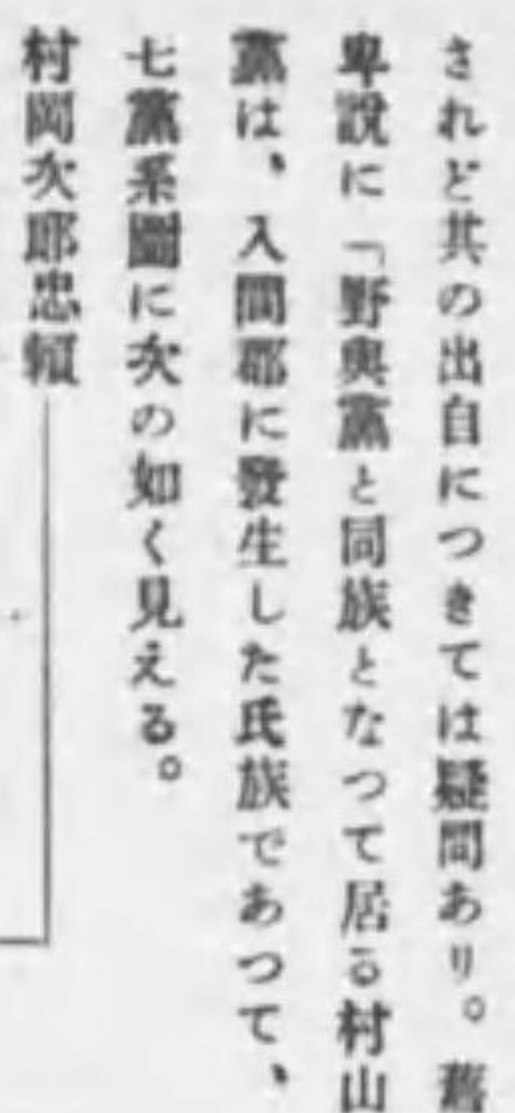 されど其の出自につきては疑問あり。舊
卑說に「野與黨と同族となつて居る村山
黨は、入間郡に發生した氏族であつて、
七黨系圖に次の如く見える。
村岡次郎忠頼